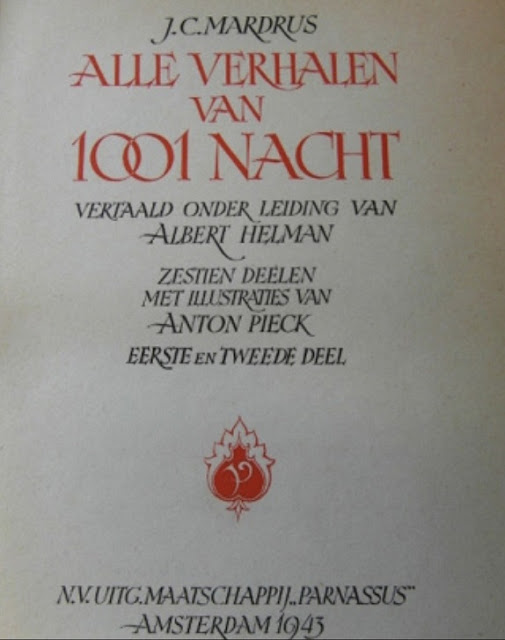 J.C. MARDRUS
ALLE VERHALEN
VAN
1001 NACHT
VERTAALD ONDER LEIDING VAN
ALBERT HELMAN
ZESTIEN DEELEN
MET ILLUSTRATIES VAN
ANTON PIECK
EERSTE EN TWEEDE DEEL
P
N.V. UITG. MAATSCHAPPIJ „PARNASSUS”
AMSTERDAM 1943